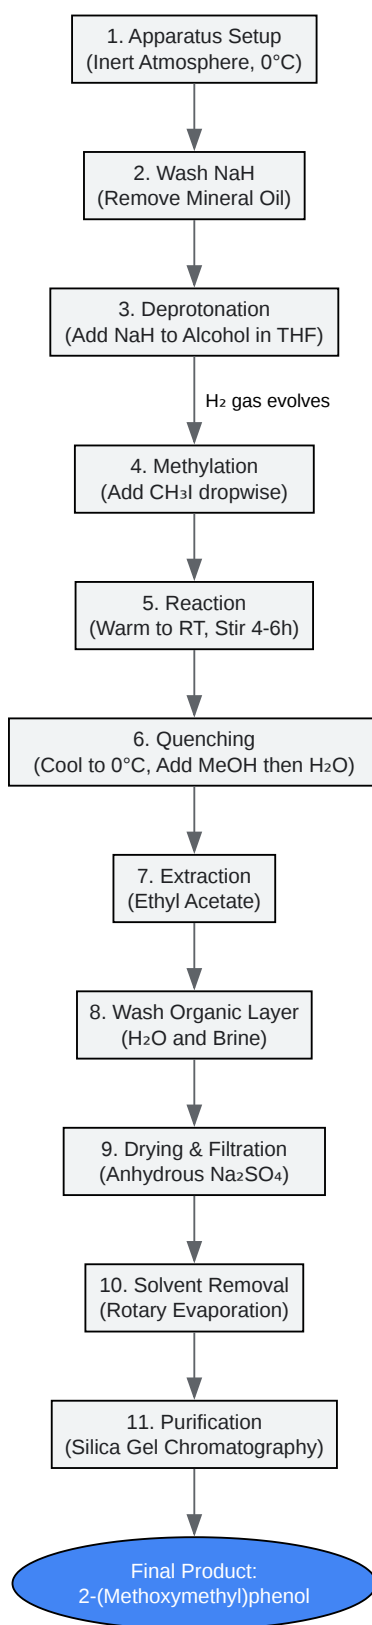 1. Apparatus Setup
(Inert Atmosphere, 0°C)
2. Wash NaH
(Remove Mineral Oil)
3. Deprotonation
(Add NaH to Alcohol in THF)
H₂ gas evolves
4. Methylation
(Add CH₃I dropwise)
5. Reaction
(Warm to RT, Stir 4-6h)
6. Quenching
(Cool to 0°C, Add MeOH then H₂O)
7. Extraction
(Ethyl Acetate)
8. Wash Organic Layer
(H₂O and Brine)
9. Drying & Filtration
(Anhydrous Na₂SO₄)
10. Solvent Removal
(Rotary Evaporation)
11. Purification
(Silica Gel Chromatography)
Final Product:
2-(Methoxymethyl)phenol